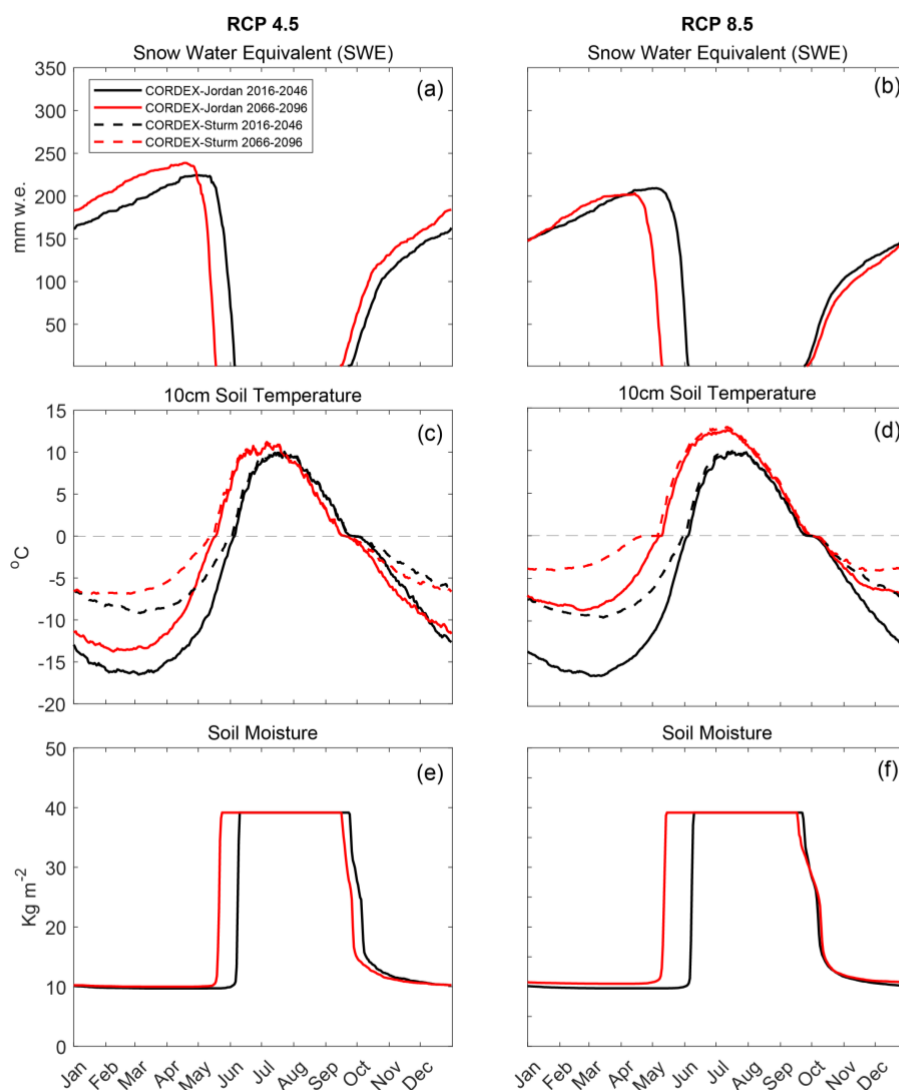 RCP 4.5
RCP 8.5
Snow Water Equivalent (SWE)
Snow Water Equivalent (SWE)
350
300
250
200
150
100
50
0
mm w.e.
(a)
CORDEX-Jordan 2016-2046
CORDEX-Jordan 2066-2096
CORDEX-Sturm 2016-2046
CORDEX-Sturm 2066-2096
(b)
10cm Soil Temperature
10cm Soil Temperature
15
10
5
0
-5
-10
-15
-20
°C
(c)
(d)
Soil Moisture
Soil Moisture
50
40
30
20
10
0
Kg m⁻²
(e)
(f)
Jan Feb Mar Apr May Jun Jul Aug Sep Oct Nov Dec
Jan Feb Mar Apr May Jun Jul Aug Sep Oct Nov Dec